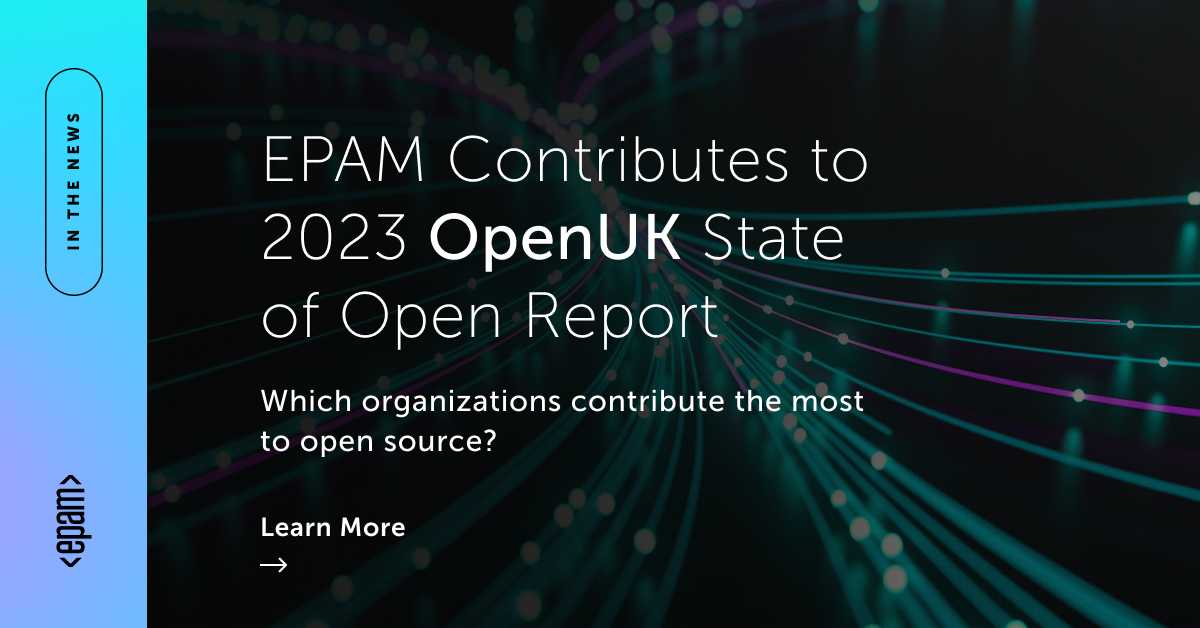 IN THE NEWS
<epam>
EPAM Contributes to
2023 OpenUK State
of Open Report
Which organizations contribute the most
to open source?
Learn More